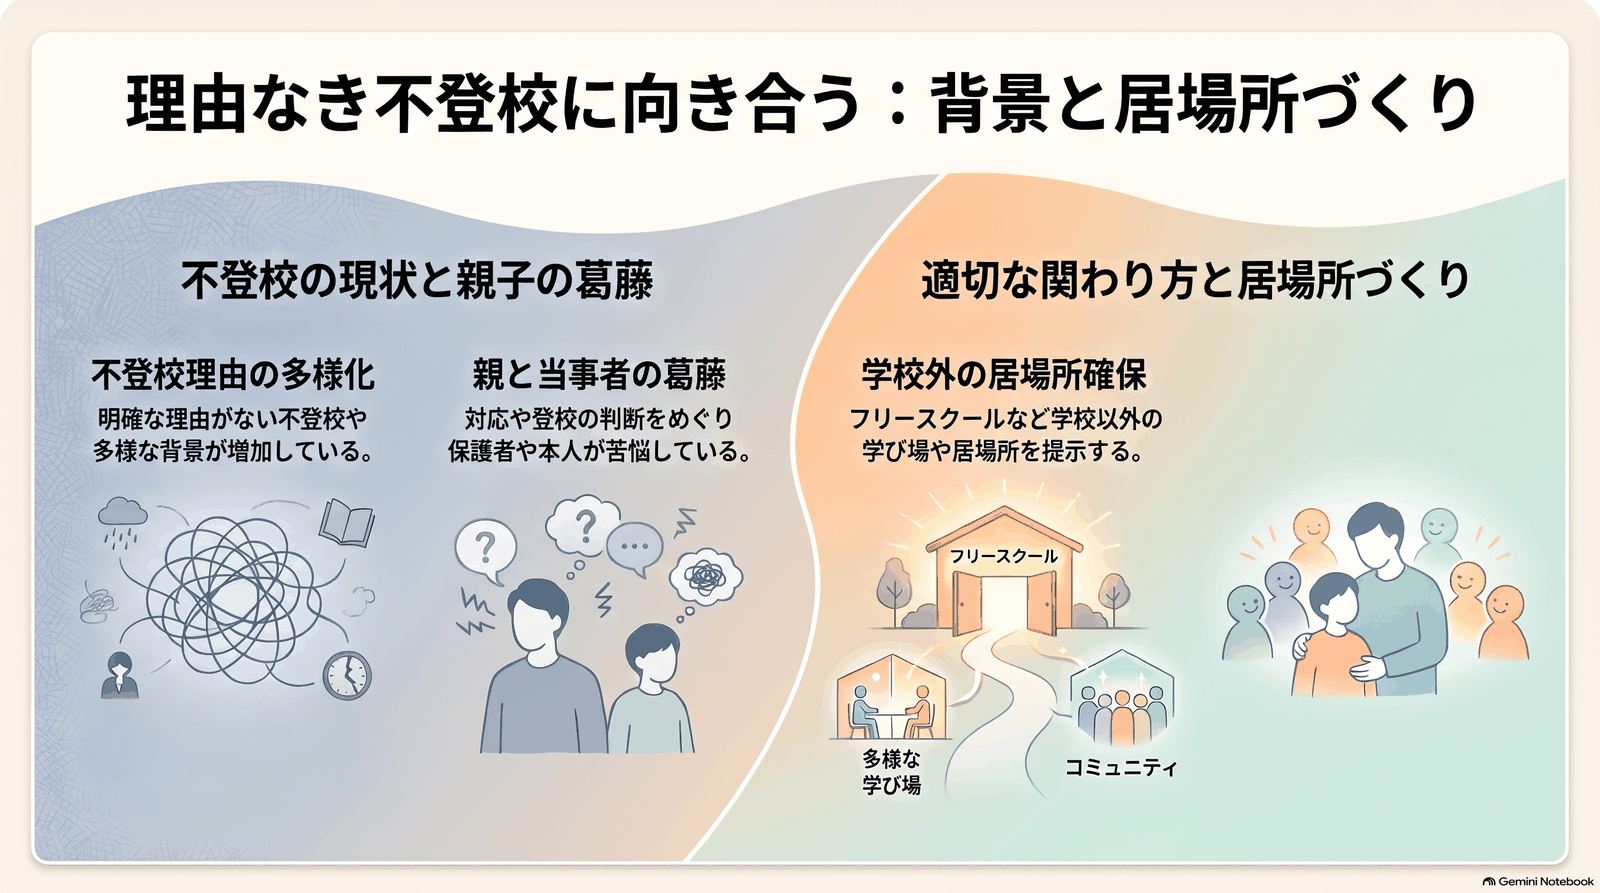 理由なき不登校に向き合う：背景と居場所づくり
不登校の現状と親子の葛藤
不登校理由の多様化
明確な理由がない不登校や
多様な背景が増加している。
親と当事者の葛藤
対応や登校の判断をめぐり
保護者や本人が苦悩している。
?
?
...
適切な関わり方と居場所づくり
学校外の居場所確保
フリースクールなど学校以外の
学び場や居場所を提示する。
フリースクール
多様な
学び場
コミュニティ
Gemini Notebook